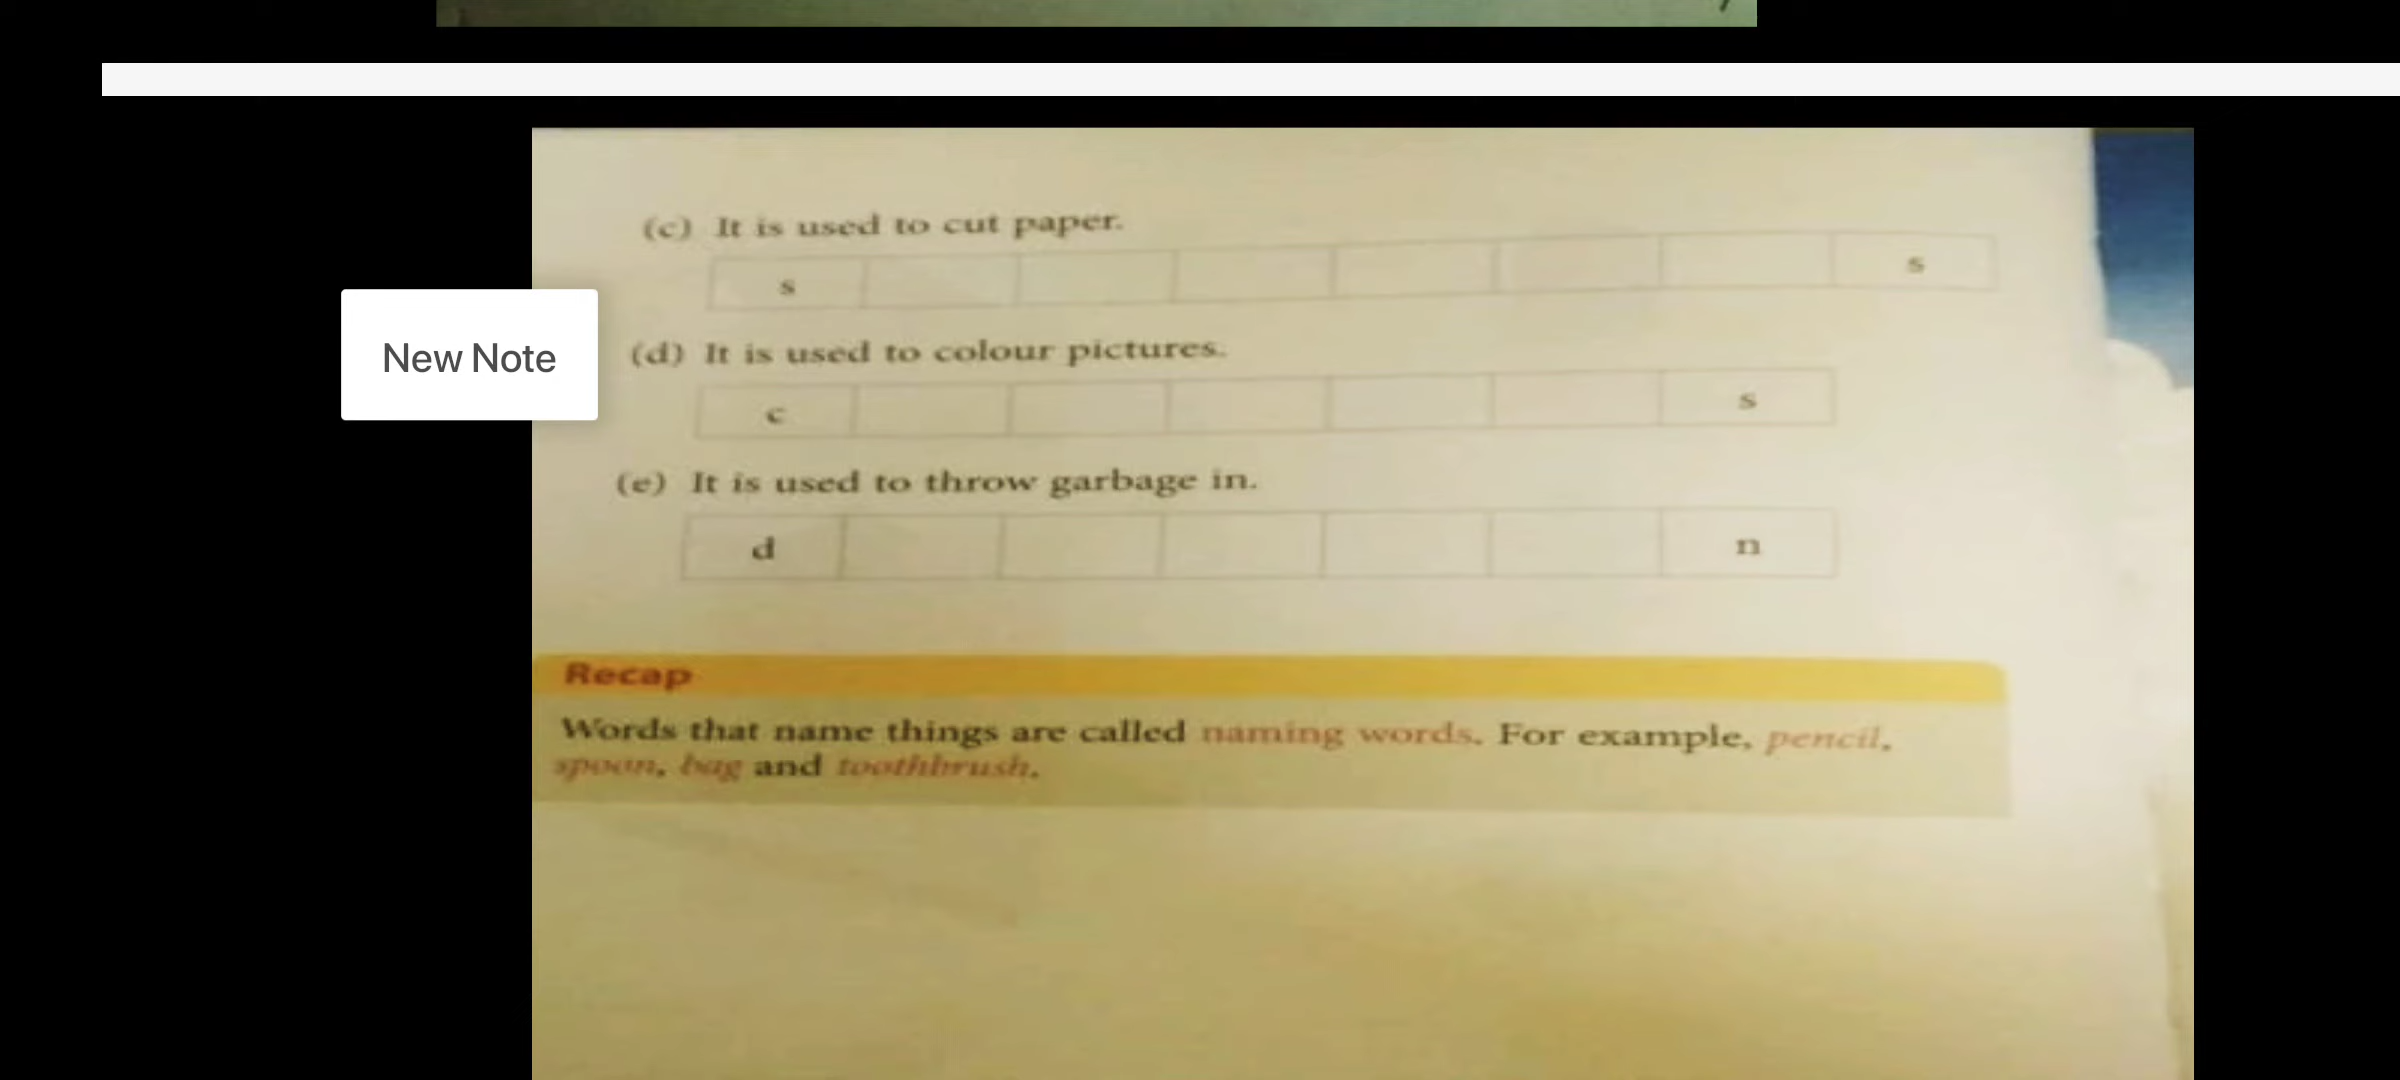 (c) It is used to cut paper.
s s
New Note
(d) It is used to colour pictures.
c s
(e) It is used to throw garbage in.
d n
Recap
Words that name things are called naming words. For example, pencil,
spoon, bag and toothbrush.